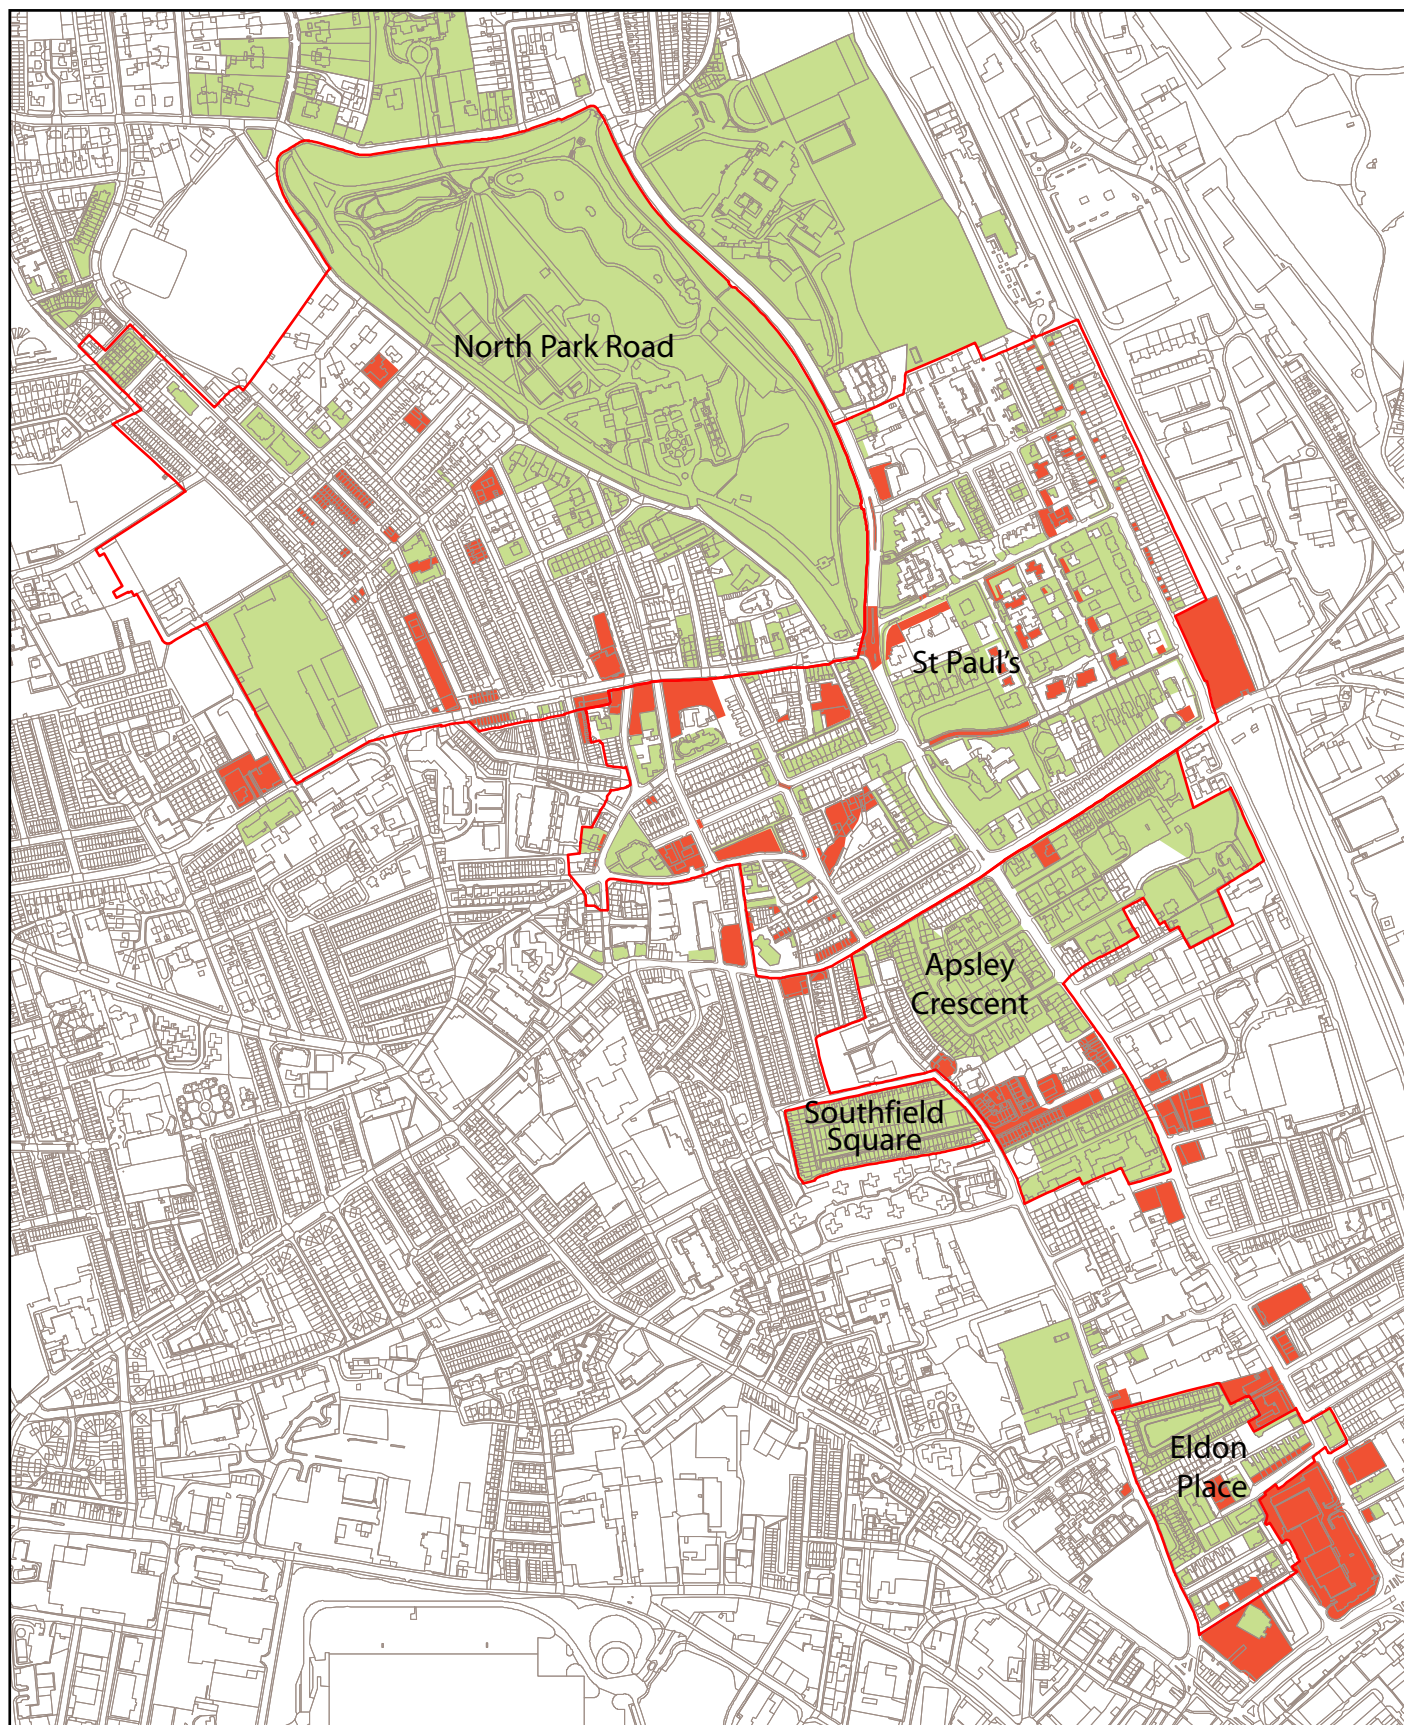 North Park Road
St Paul's
Apsley
Crescent
Southfield
Square
Eldon
Place